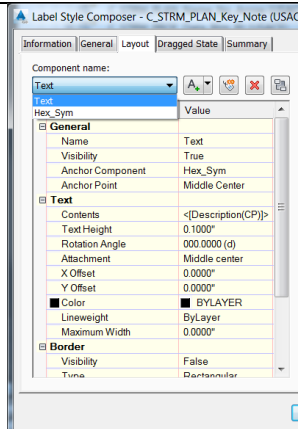 Label Style Composer - C_STRM_PLAN_Key_Note (USAC
Information General Layout Dragged State Summary
Component name:
Text
Text
Hex_Sym
Value
General
Name Text
Visibility True
Anchor Component Hex_Sym
Anchor Point Middle Center
Text
Contents <[Description(CP)]>
Text Height 0.1000"
Rotation Angle 000.0000 (d)
Attachment Middle center
X Offset 0.0000"
Y Offset 0.0000"
Color BYLAYER
Lineweight ByLayer
Maximum Width 0.0000"
Border
Visibility False
Type Rectangular